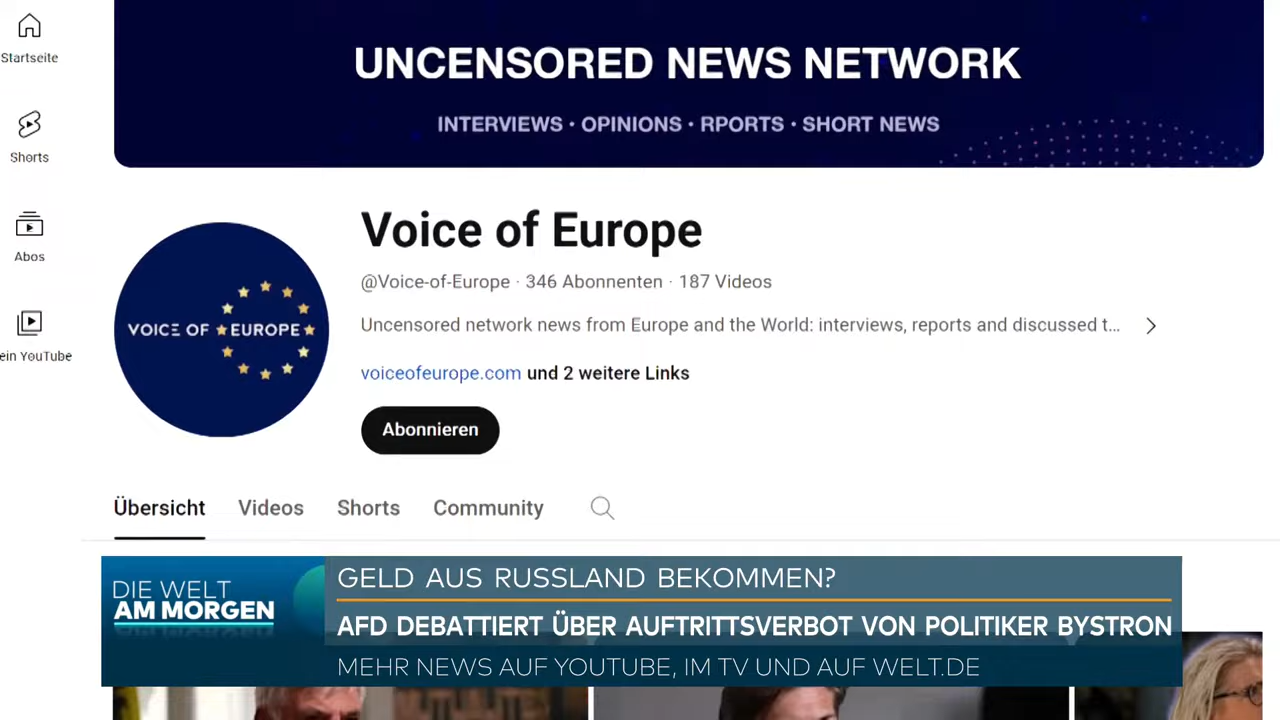 UNCENSORED NEWS NETWORK
INTERVIEWS • OPINIONS • RPORTS • SHORT NEWS
Startseite
Shorts
Abos
ein YouTube
VOICE OF EUROPE
Voice of Europe
@Voice-of-Europe · 346 Abonnenten · 187 Videos
Uncensored network news from Europe and the World: interviews, reports and discussed t...
voiceofeurope.com und 2 weitere Links
Abonnieren
Übersicht Videos Shorts Community
DIE WELT
AM MORGEN
GELD AUS RUSSLAND BEKOMMEN?
AFD DEBATTIERT ÜBER AUFTRITTSVERBOT VON POLITIKER BYSTRON
MEHR NEWS AUF YOUTUBE, IM TV UND AUF WELT.DE